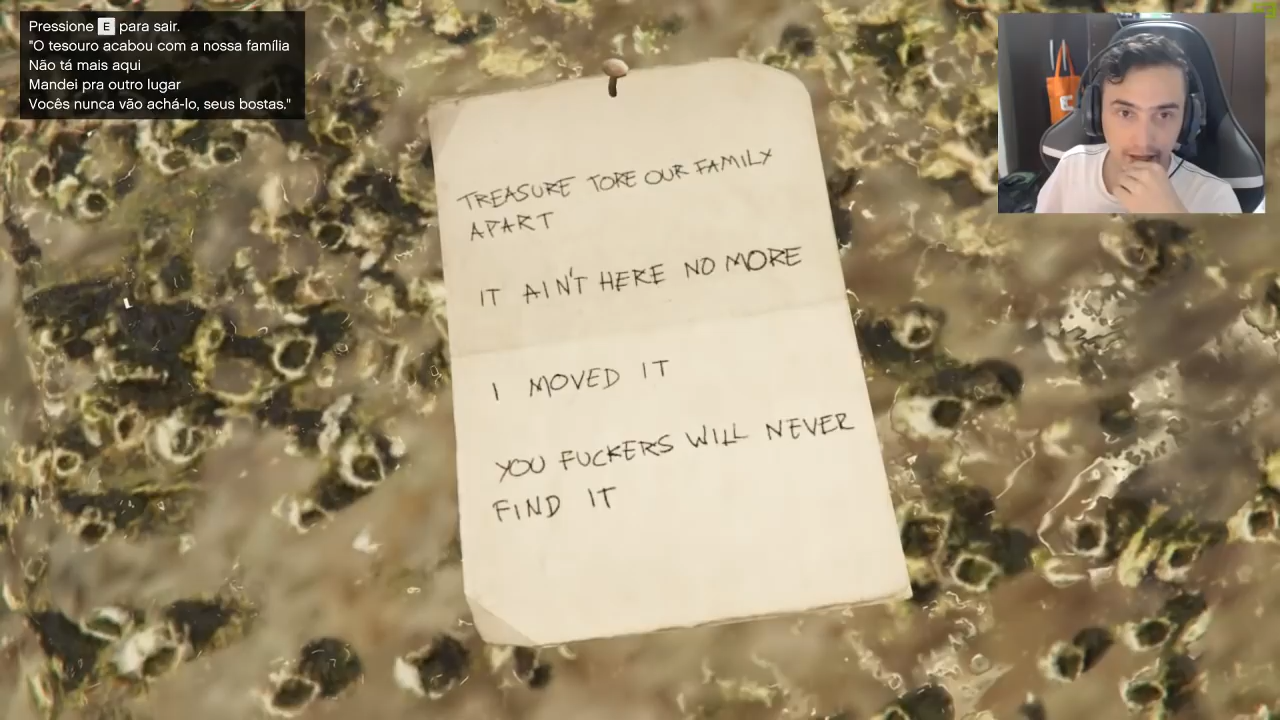 Pressione E para sair.
"O tesouro acabou com a nossa família
Não tá mais aqui
Mandei pra outro lugar
Vocês nunca vão achá-lo, seus bostas."
TREASURE TORE OUR FAMILY
APART
IT AIN'T HERE NO MORE
I MOVED IT
YOU FUCKERS WILL NEVER
FIND IT